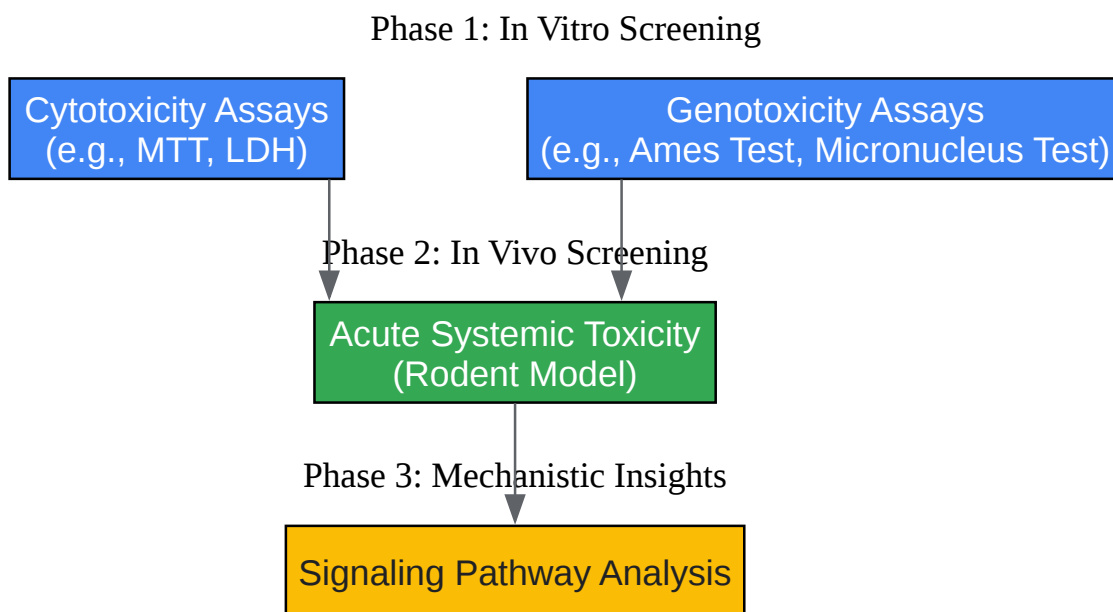 Phase 1: In Vitro Screening
Cytotoxicity Assays
(e.g., MTT, LDH)
Genotoxicity Assays
(e.g., Ames Test, Micronucleus Test)
Phase 2: In Vivo Screening
Acute Systemic Toxicity
(Rodent Model)
Phase 3: Mechanistic Insights
Signaling Pathway Analysis